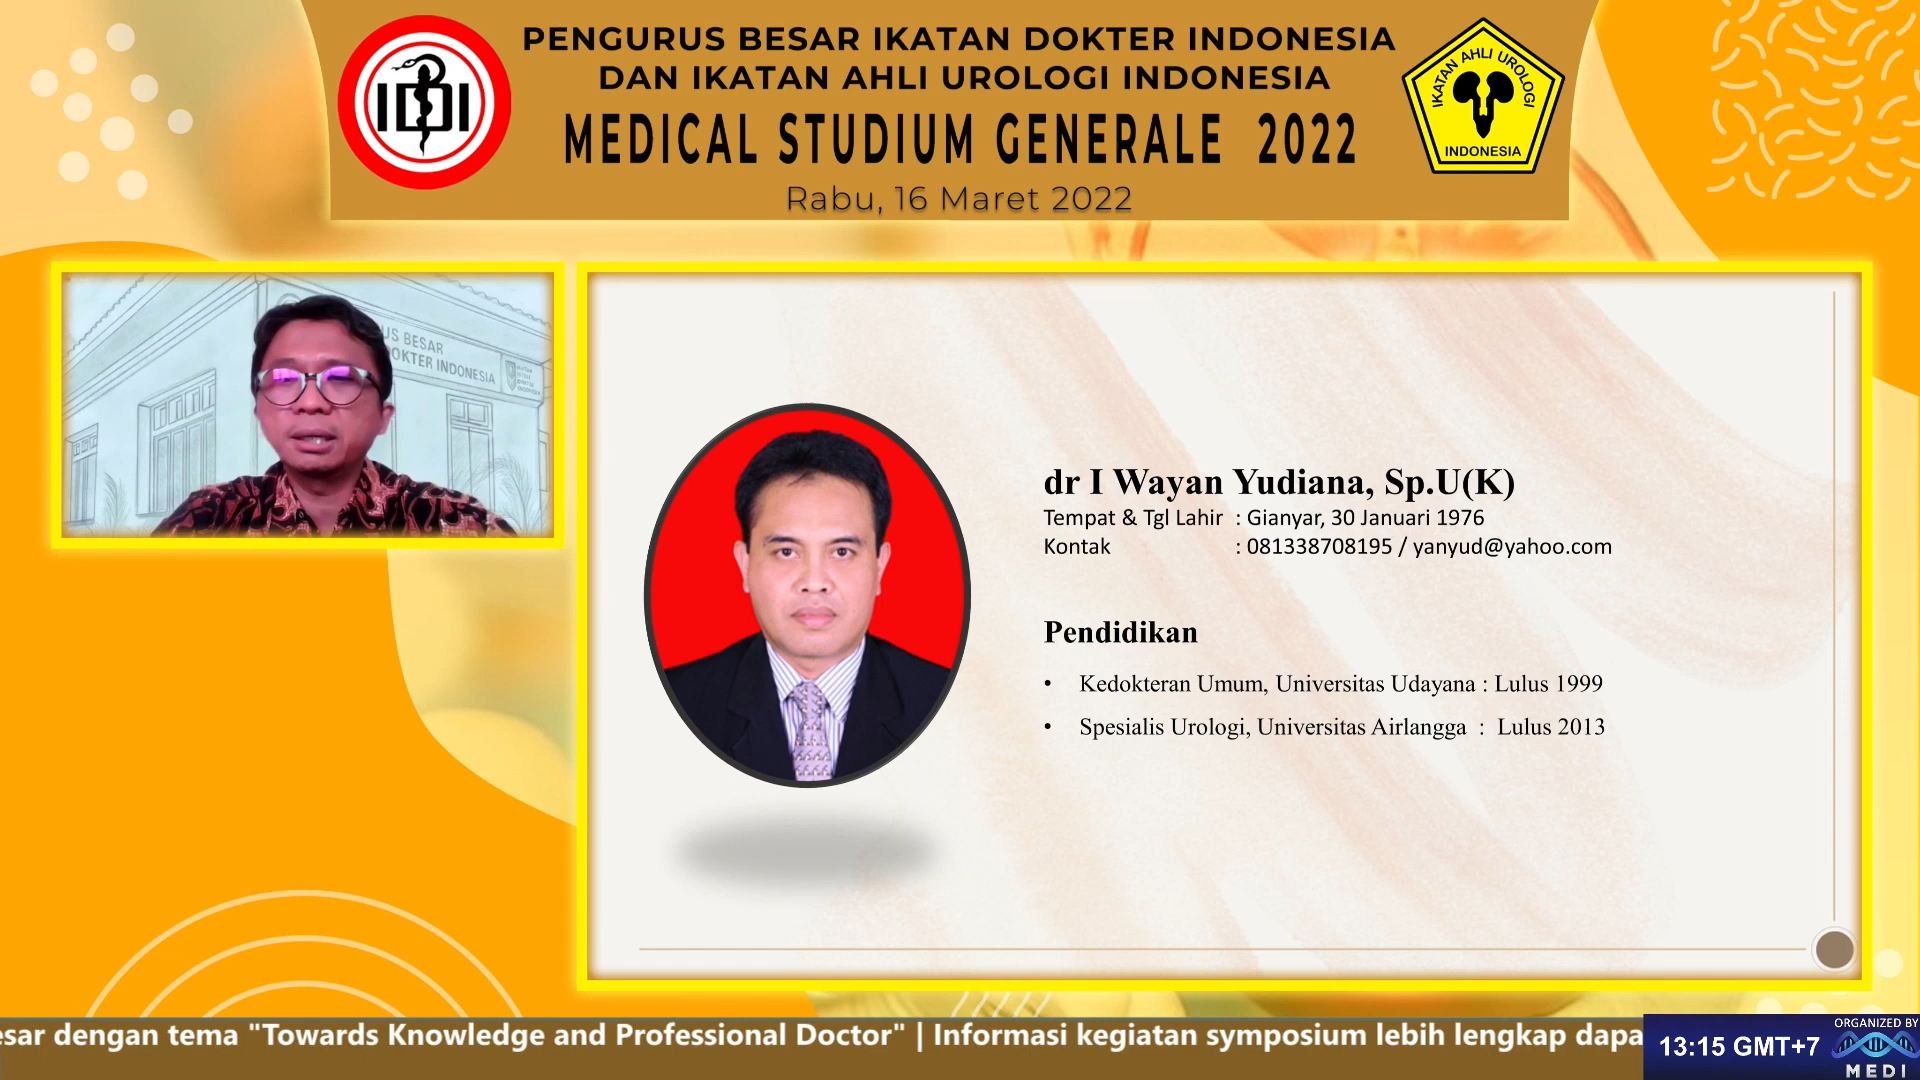 PENGURUS BESAR IKATAN DOKTER INDONESIA
DAN IKATAN AHLI UROLOGI INDONESIA
MEDICAL STUDIUM GENERALE 2022
Rabu, 16 Maret 2022
IDI
IKATAN AHLI UROLOGI
INDONESIA
US BESAR
DOKTER INDONESIA
dr I Wayan Yudiana, Sp.U(K)
Tempat & Tgl Lahir : Gianyar, 30 Januari 1976
Kontak : 081338708195 / yanyud@yahoo.com
Pendidikan
• Kedokteran Umum, Universitas Udayana : Lulus 1999
• Spesialis Urologi, Universitas Airlangga : Lulus 2013
esar dengan tema "Towards Knowledge and Professional Doctor" | Informasi kegiatan symposium lebih lengkap dapa
13:15 GMT+7
ORGANIZED BY
MEDI